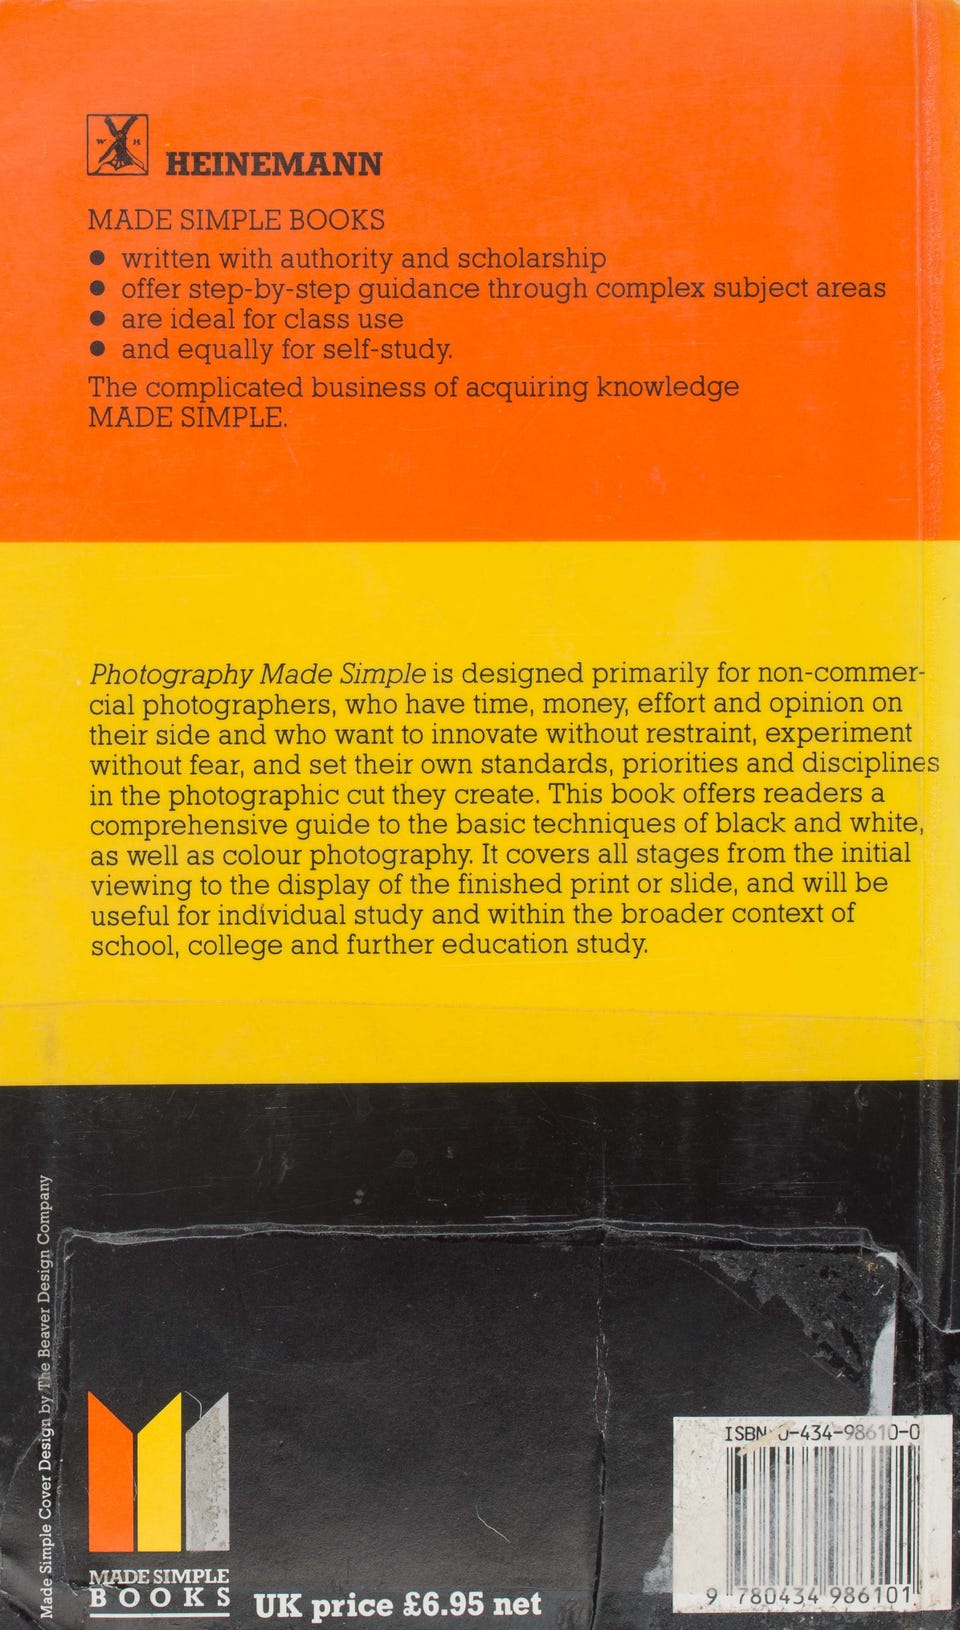 W H
HEINEMANN
MADE SIMPLE BOOKS
● written with authority and scholarship
● offer step-by-step guidance through complex subject areas
● are ideal for class use
● and equally for self-study.
The complicated business of acquiring knowledge
MADE SIMPLE.
Photography Made Simple is designed primarily for non-commer-
cial photographers, who have time, money, effort and opinion on
their side and who want to innovate without restraint, experiment
without fear, and set their own standards, priorities and disciplines
in the photographic cut they create. This book offers readers a
comprehensive guide to the basic techniques of black and white,
as well as colour photography. It covers all stages from the initial
viewing to the display of the finished print or slide, and will be
useful for individual study and within the broader context of
school, college and further education study.
Made Simple Cover Design by The Beaver Design Company
MADE SIMPLE
BOOKS
UK price £6.95 net
ISBN 0-434-98610-0
9 780434 986101